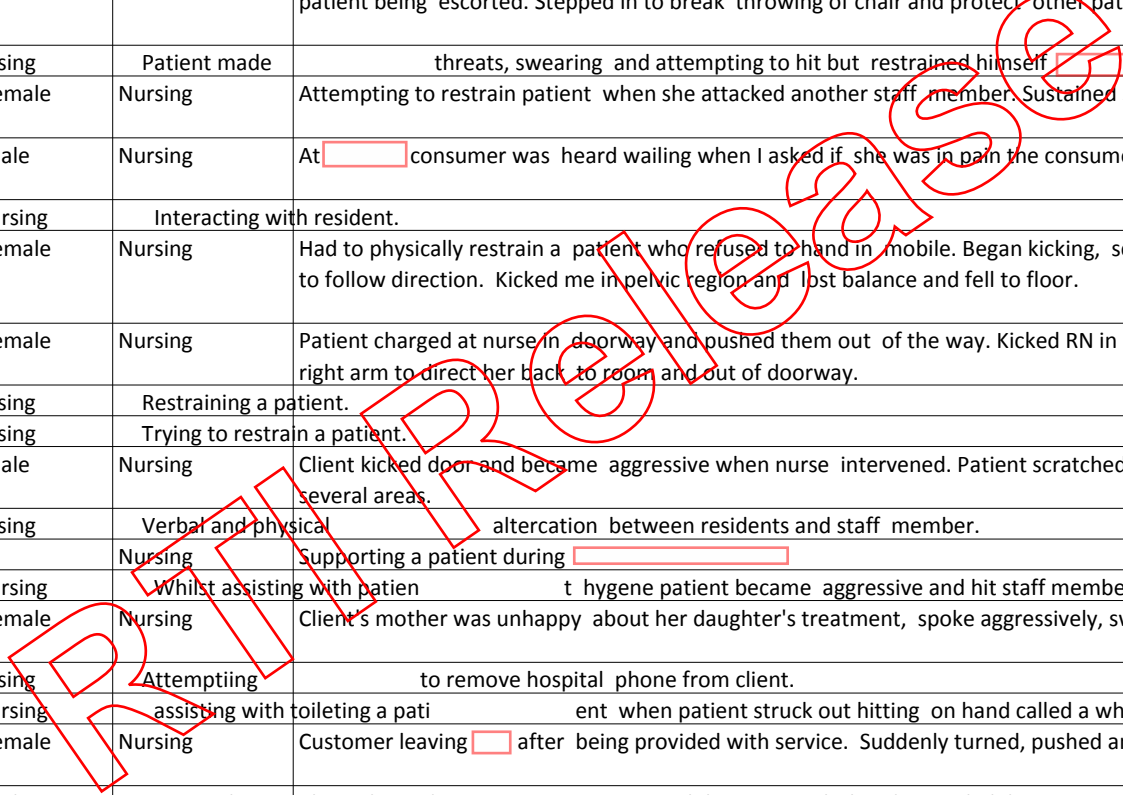 patient being escorted. Stepped in to break throwing of chair and protect other pat
sing Patient made threats, swearing and attempting to hit but restrained himself
emale Nursing Attempting to restrain patient when she attacked another staff member. Sustained
ale Nursing At consumer was heard wailing when I asked if she was in pain the consume
rsing Interacting with resident.
emale Nursing Had to physically restrain a patient who refused to hand in mobile. Began kicking, s
to follow direction. Kicked me in pelvic region and lost balance and fell to floor.
emale Nursing Patient charged at nurse in doorway and pushed them out of the way. Kicked RN in
right arm to direct her back to room and out of doorway.
sing Restraining a patient.
sing Trying to restrain a patient.
ale Nursing Client kicked door and became aggressive when nurse intervened. Patient scratched
several areas.
sing Verbal and physical altercation between residents and staff member.
Nursing Supporting a patient during
rsing Whilst assisting with patien t hygene patient became aggressive and hit staff membe
emale Nursing Client's mother was unhappy about her daughter's treatment, spoke aggressively, sw
sing Attemptiing to remove hospital phone from client.
rsing assisting with toileting a pati ent when patient struck out hitting on hand called a wh
emale Nursing Customer leaving after being provided with service. Suddenly turned, pushed an
RTI Release